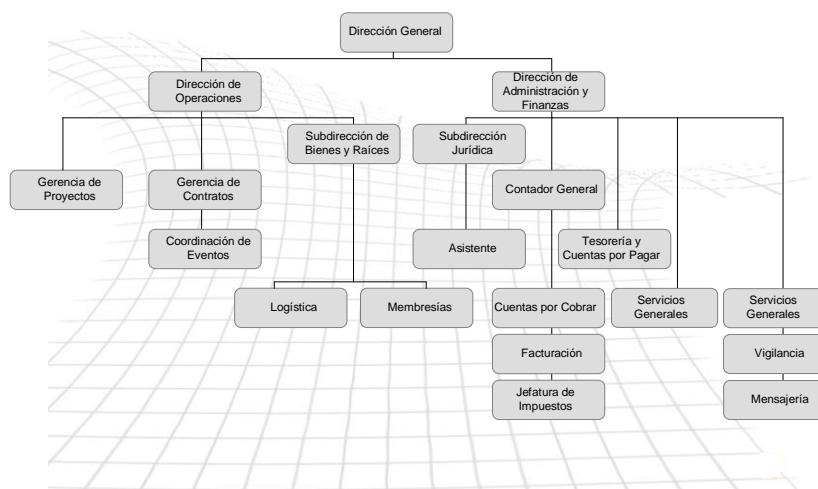 Dirección General
Dirección de
Operaciones
Dirección de
Administración y
Finanzas
Subdirección de
Bienes y Raíces
Subdirección
Jurídica
Gerencia de
Proyectos
Gerencia de
Contratos
Contador General
Coordinación de
Eventos
Asistente
Tesorería y
Cuentas por Pagar
Logística
Membresías
Cuentas por Cobrar
Servicios
Generales
Servicios
Generales
Facturación
Vigilancia
Jefatura de
Impuestos
Mensajería